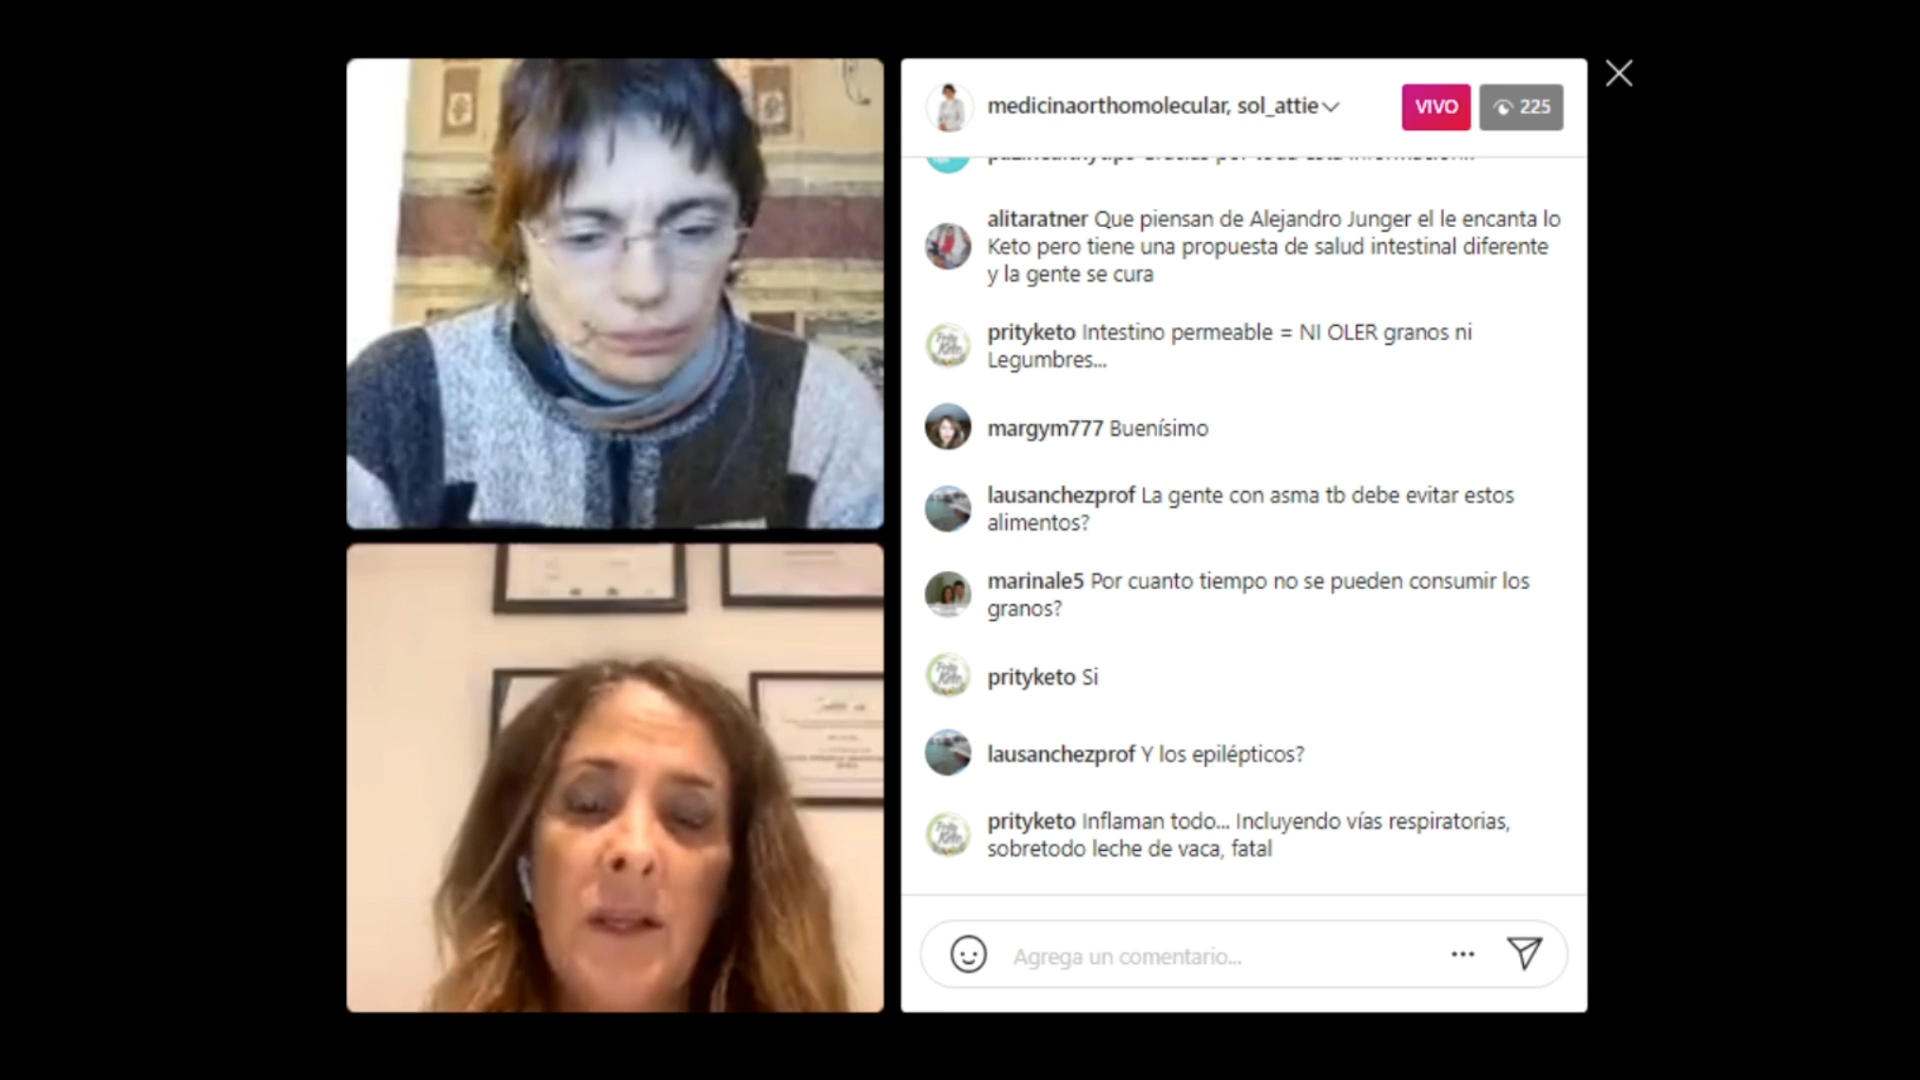 medicinaorthomolecular, sol_attie
VIVO
225
alitaratner Que piensan de Alejandro Junger el le encanta lo
Keto pero tiene una propuesta de salud intestinal diferente
y la gente se cura
prityketo Intestino permeable = NI OLER granos ni
Legumbres...
margym777 Buenísimo
lausanchezprof La gente con asma tb debe evitar estos
alimentos?
marinale5 Por cuanto tiempo no se pueden consumir los
granos?
prityketo Si
lausanchezprof Y los epilépticos?
prityketo Inflaman todo... Incluyendo vías respiratorias,
sobretodo leche de vaca, fatal
Agrega un comentario...